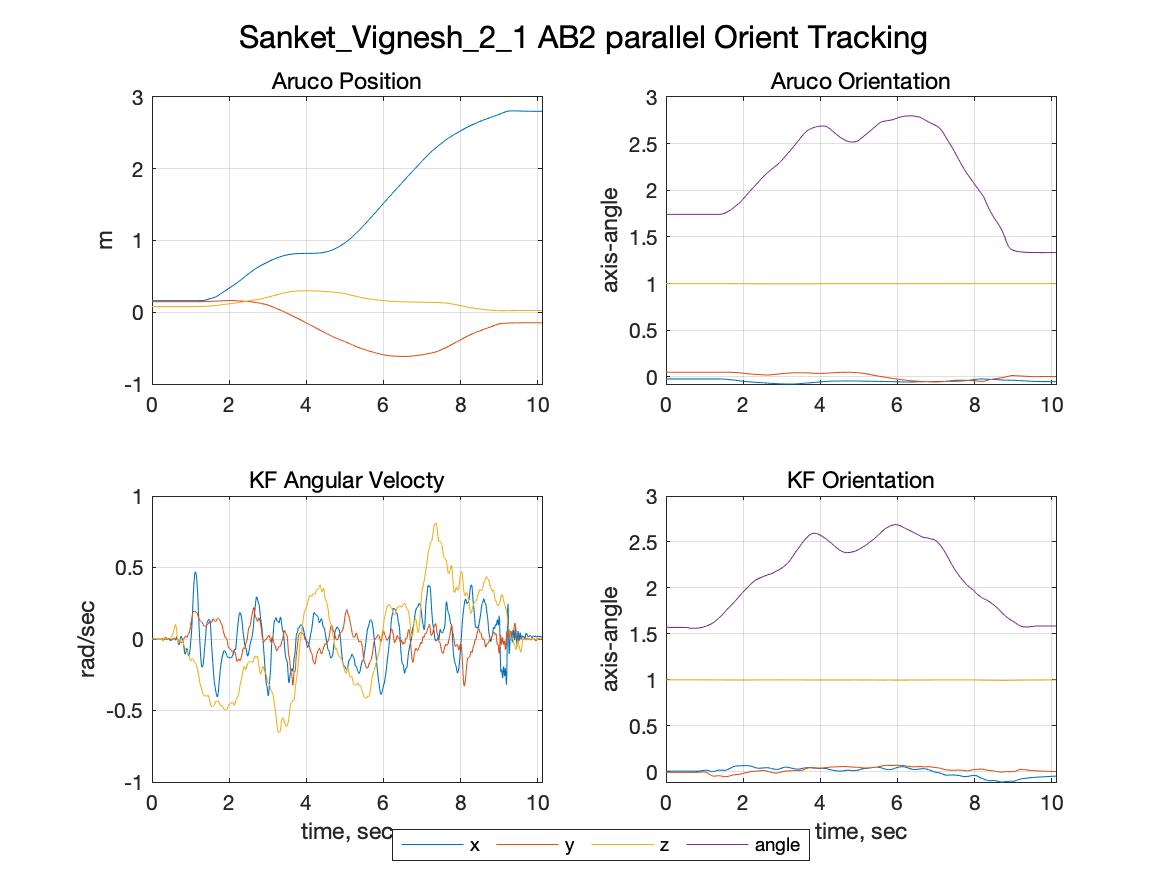 Sanket_Vignesh_2_1 AB2 parallel Orient Tracking
Aruco Position
3
2
1
0
-1
m
0 2 4 6 8 10
Aruco Orientation
3
2.5
2
1.5
1
0.5
0
axis-angle
0 2 4 6 8 10
KF Angular Velocty
1
0.5
0
-0.5
-1
rad/sec
0 2 4 6 8 10
time, sec
KF Orientation
3
2.5
2
1.5
1
0.5
0
axis-angle
0 2 4 6 8 10
time, sec
x y z angle